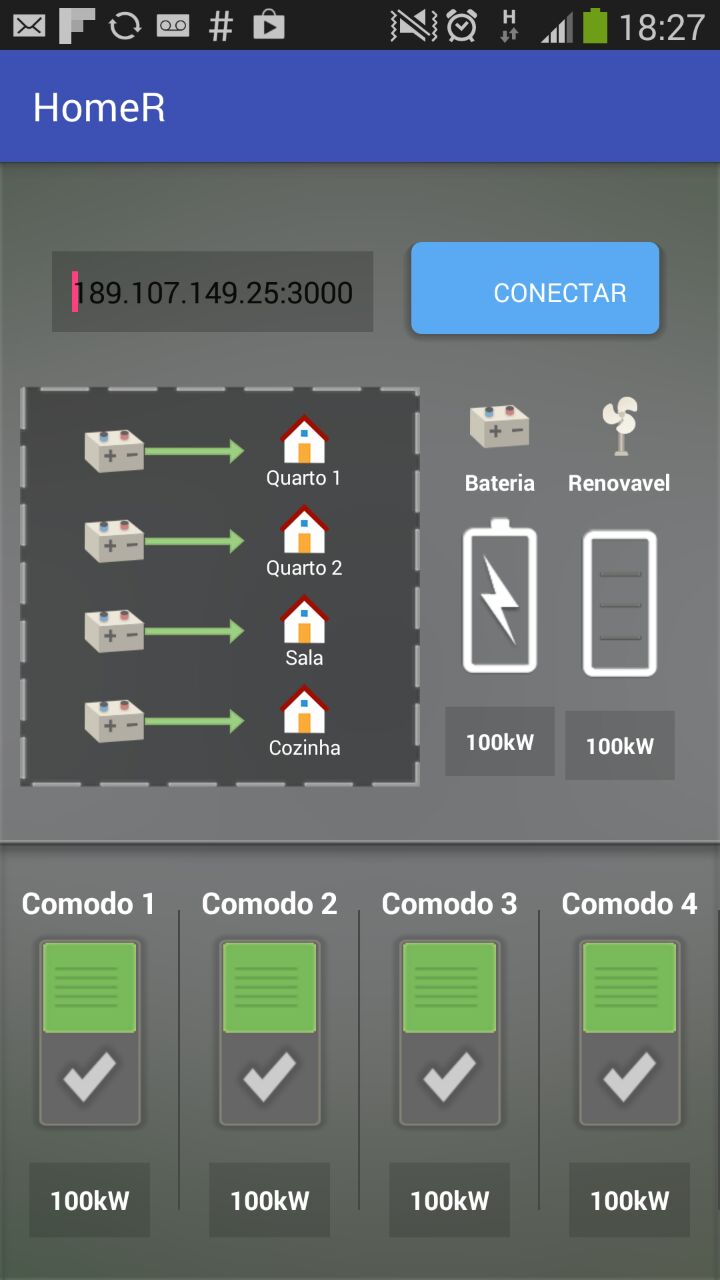 H
18:27
HomeR
189.107.149.25:3000
CONECTAR
Quarto 1
Quarto 2
Sala
Cozinha
Bateria
Renovavel
100kW
100kW
Comodo 1
Comodo 2
Comodo 3
Comodo 4
100kW
100kW
100kW
100kW